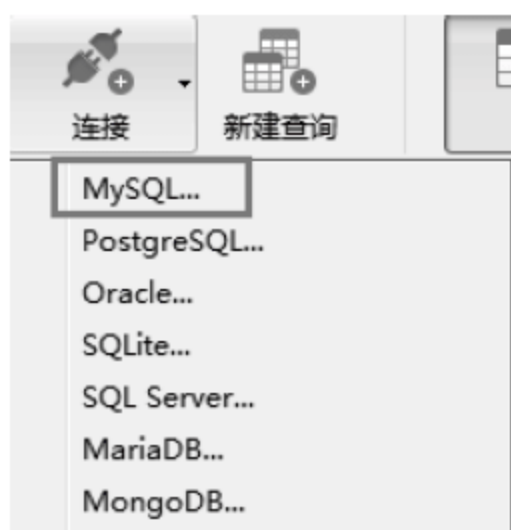 连接
新建查询
MySQL...
PostgreSQL...
Oracle...
SQLite...
SQL Server...
MariaDB...
MongoDB...